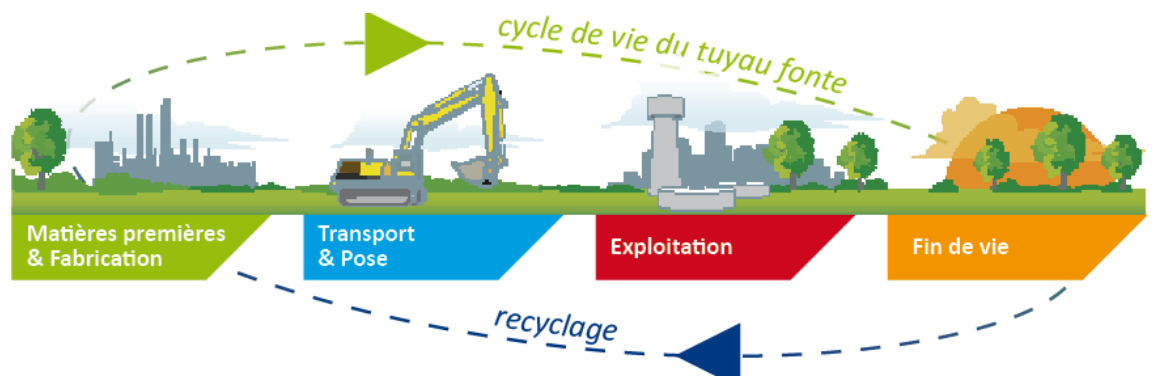 cycle de vie du tuyau fonte
Matières premières
& Fabrication
Transport
& Pose
Exploitation
Fin de vie
recyclage